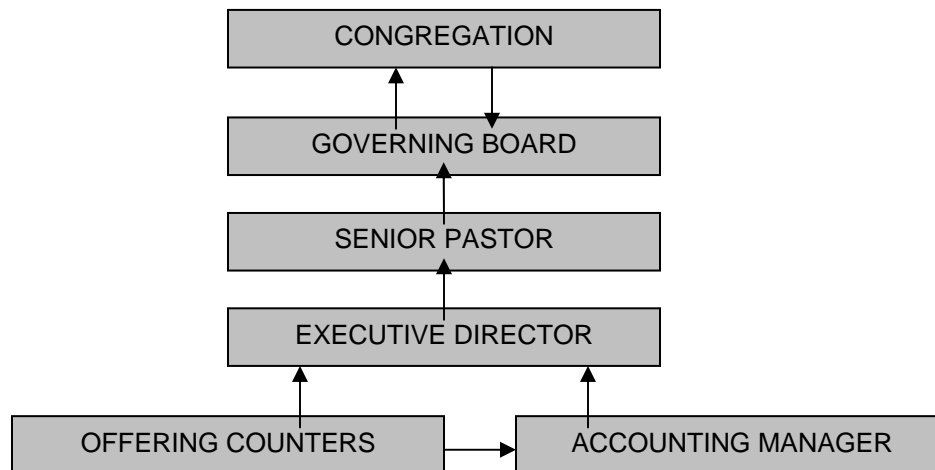 CONGREGATION
GOVERNING BOARD
SENIOR PASTOR
EXECUTIVE DIRECTOR
OFFERING COUNTERS
ACCOUNTING MANAGER